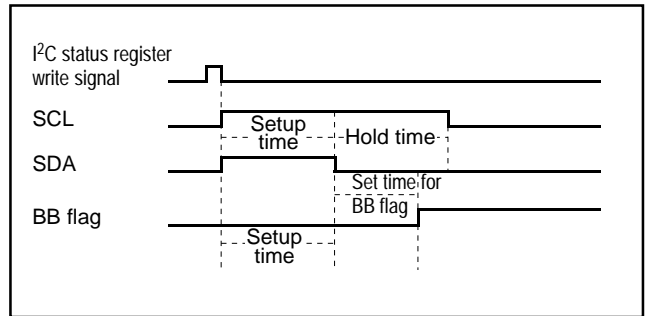 I²C status register
write signal
SCL
Setup
time
Hold time
SDA
Set time for
BB flag
BB flag
Setup
time